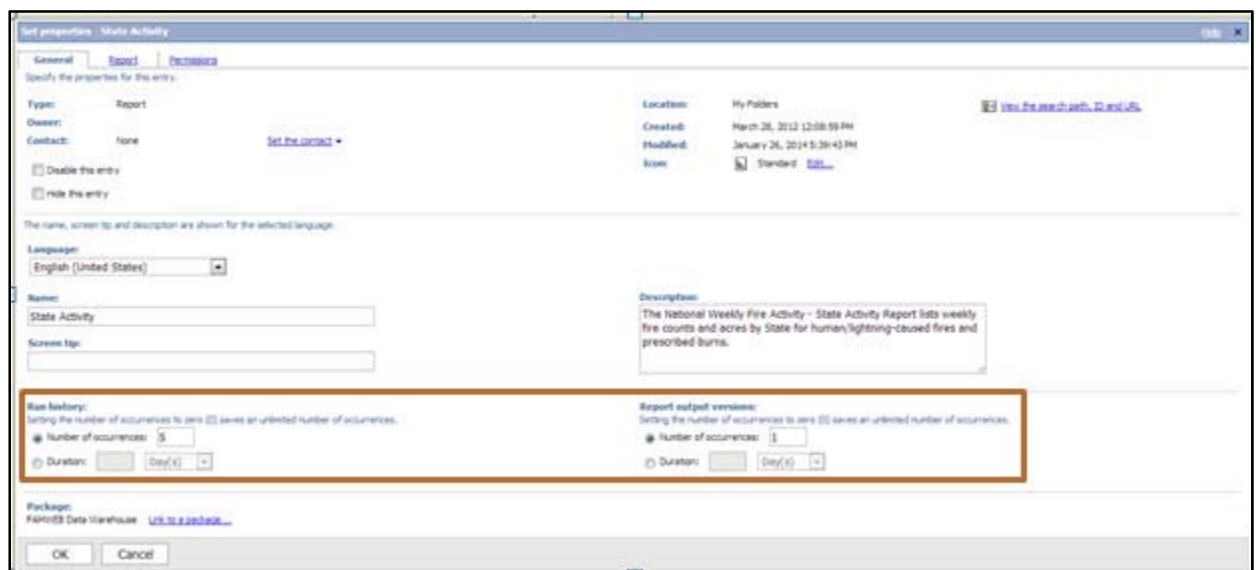 Set properties - State Activity Help
General Report Permissions
Specify the properties for this entry.
Type: Report Location: My Folders View the search path, ID and URL
Owner: Created: March 28, 2012 12:08:59 PM
Contact: None Set the contact Modified: January 26, 2014 5:39:43 PM
Icon: Standard Edit...
Disable this entry
Hide this entry
The name, screen tip and description are shown for the selected language.
Language:
English (United States)
Name: Description:
State Activity The National Weekly Fire Activity - State Activity Report lists weekly
fire counts and acres by State for human/lightning-caused fires and
Screen tip: prescribed burns.
Run history: Report output versions:
Setting the number of occurrences to zero (0) saves an unlimited number of occurrences. Setting the number of occurrences to zero (0) saves an unlimited number of occurrences.
Number of occurrences: 5 Number of occurrences: 1
Duration: Day(s) Duration: Day(s)
Package:
FAMWEB Data Warehouse Link to a package...
OK Cancel